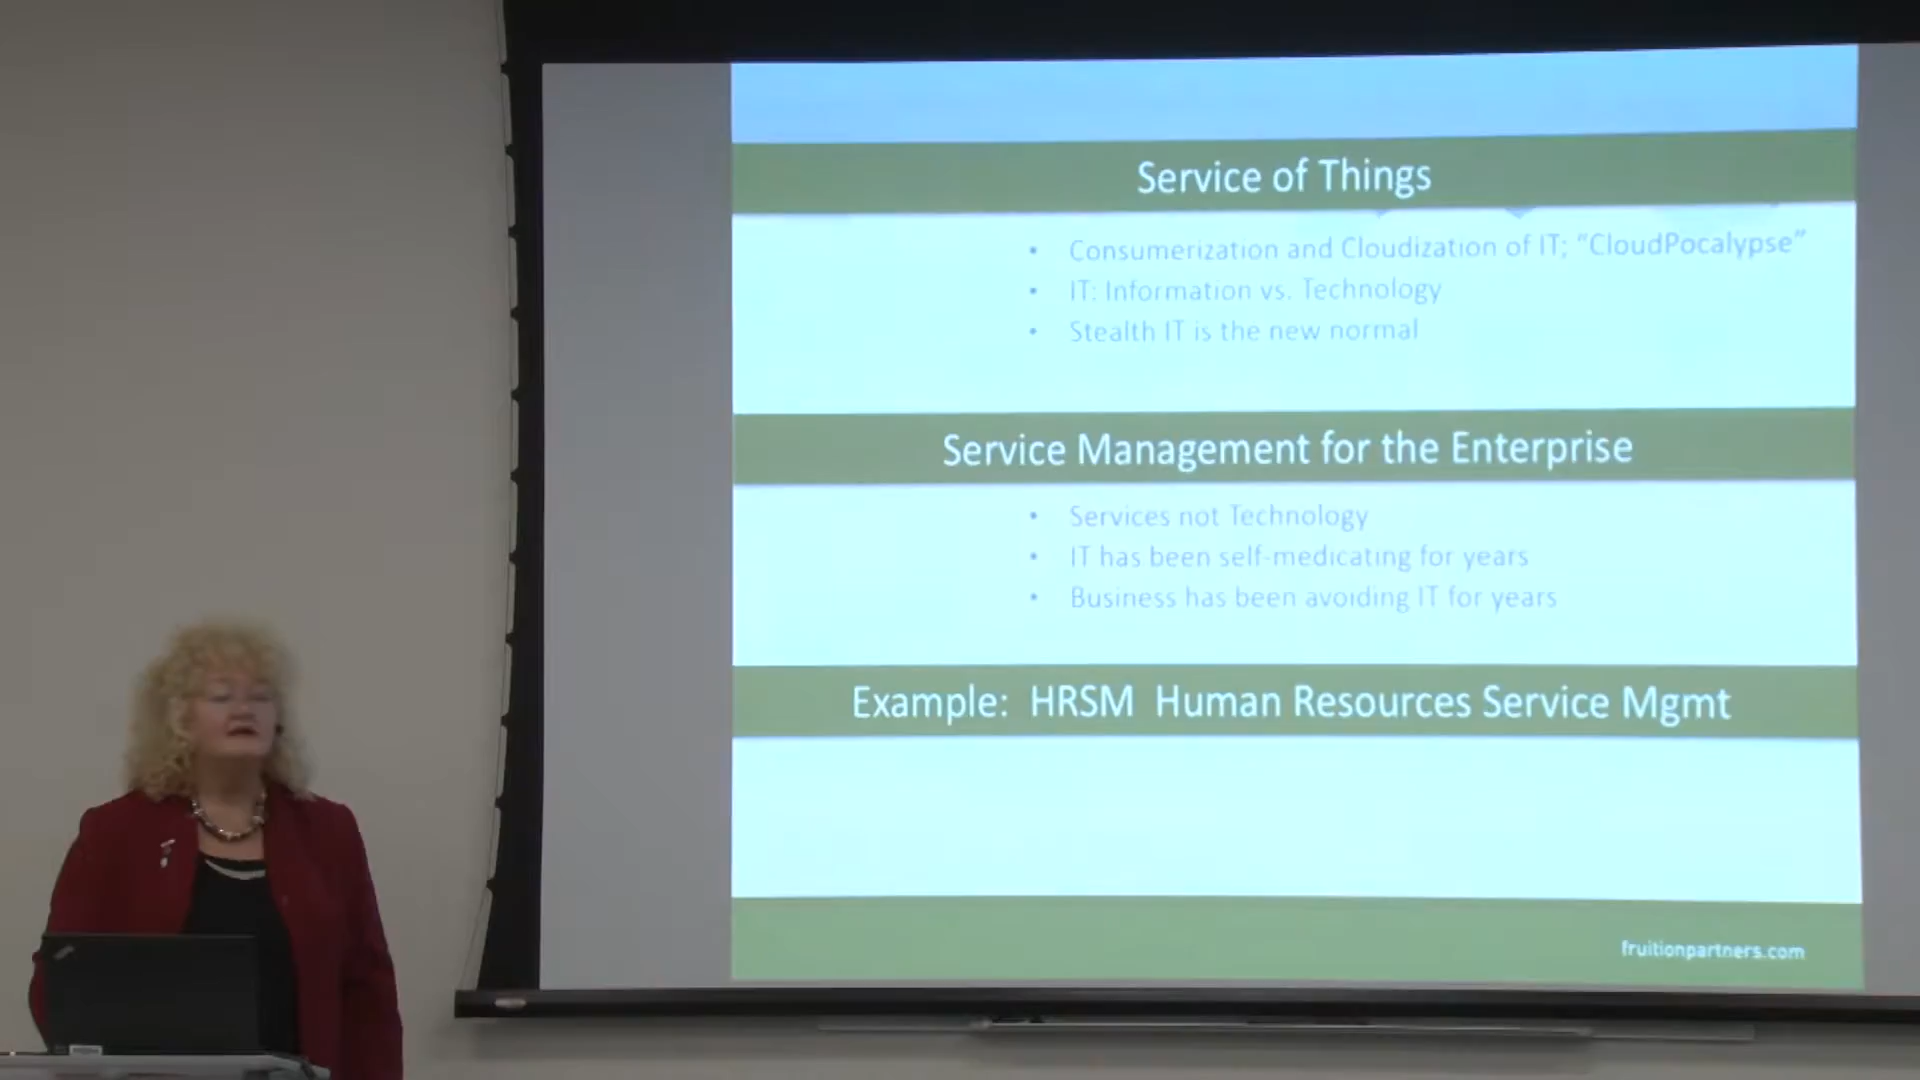 Service of Things
• Consumerization and Cloudization of IT; “CloudPocalypse”
• IT: Information vs. Technology
• Stealth IT is the new normal
Service Management for the Enterprise
• Services not Technology
• IT has been self-medicating for years
• Business has been avoiding IT for years
Example: HRSM Human Resources Service Mgmt
fruitionpartners.com